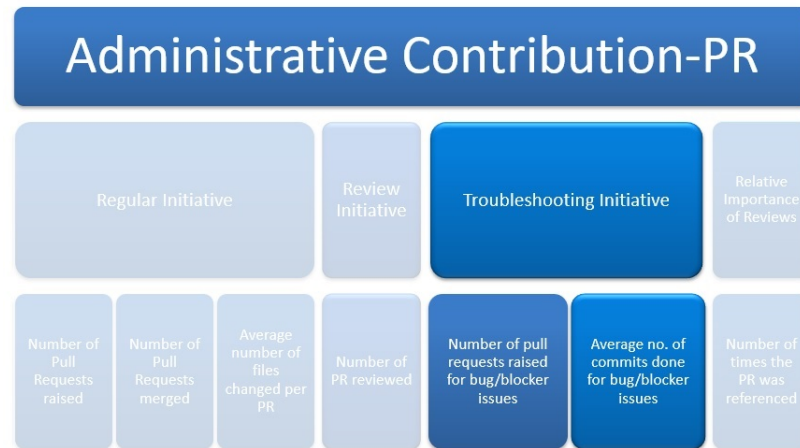 Administrative Contribution-PR
Regular Initiative
Review
Initiative
Troubleshooting Initiative
Relative
Importance
of Reviews
Number of
Pull
Requests
raised
Number of
Pull
Requests
merged
Average
number of
files
changed per
PR
Number of
PR reviewed
Number of pull
requests raised
for bug/blocker
issues
Average no. of
commits done
for bug/blocker
issues
Number of
times the
PR was
referenced